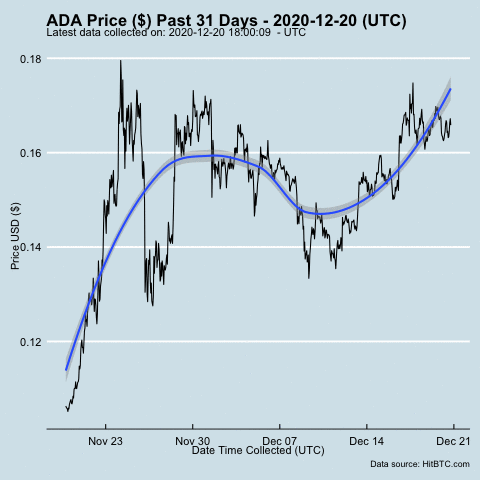 ADA Price ($) Past 31 Days - 2020-12-20 (UTC)
Latest data collected on: 2020-12-20 18:00:09  - UTC
0.18
0.16
0.14
0.12
Price USD ($)
Nov 23
Nov 30
Dec 07
Dec 14
Dec 21
Date Time Collected (UTC)
Data source: HitBTC.com